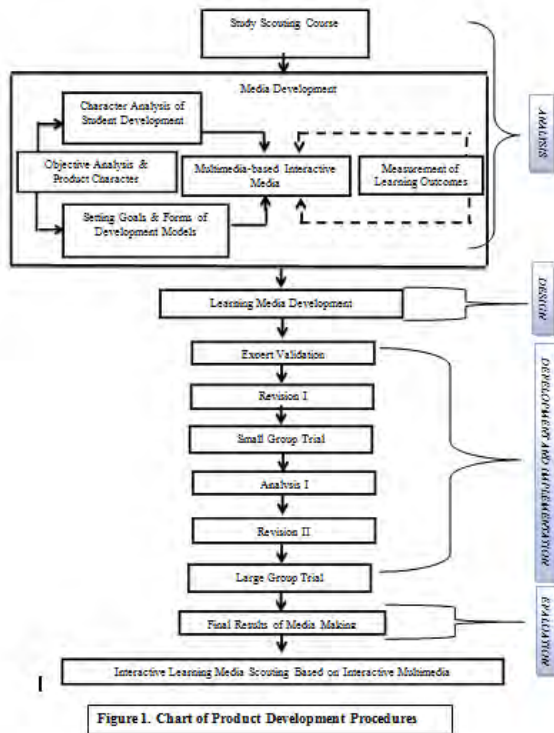 Study Scouting Course
Media Development
Character Analysis of
Student Development
Objective Analysis &
Product Character
Multimedia-based Interactive
Media
Measurement of
Learning Outcomes
Setting Goals & Forms of
Development Models
ANALYSIS
Learning Media Development
DESIGN
Expert Validation
Revision I
Small Group Trial
Analysis I
Revision II
Large Group Trial
DEVELOPMENT AND IMPLEMENTATION
Final Results of Media Making
EVALUATION
Interactive Learning Media Scouting Based on Interactive Multimedia
Figure 1. Chart of Product Development Procedures